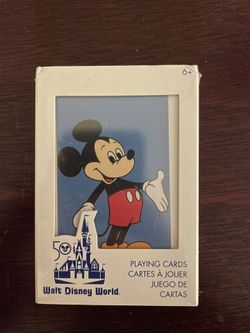 6+
50
Walt Disney World®
PLAYING CARDS
CARTES À JOUER
JUEGO DE
CARTAS